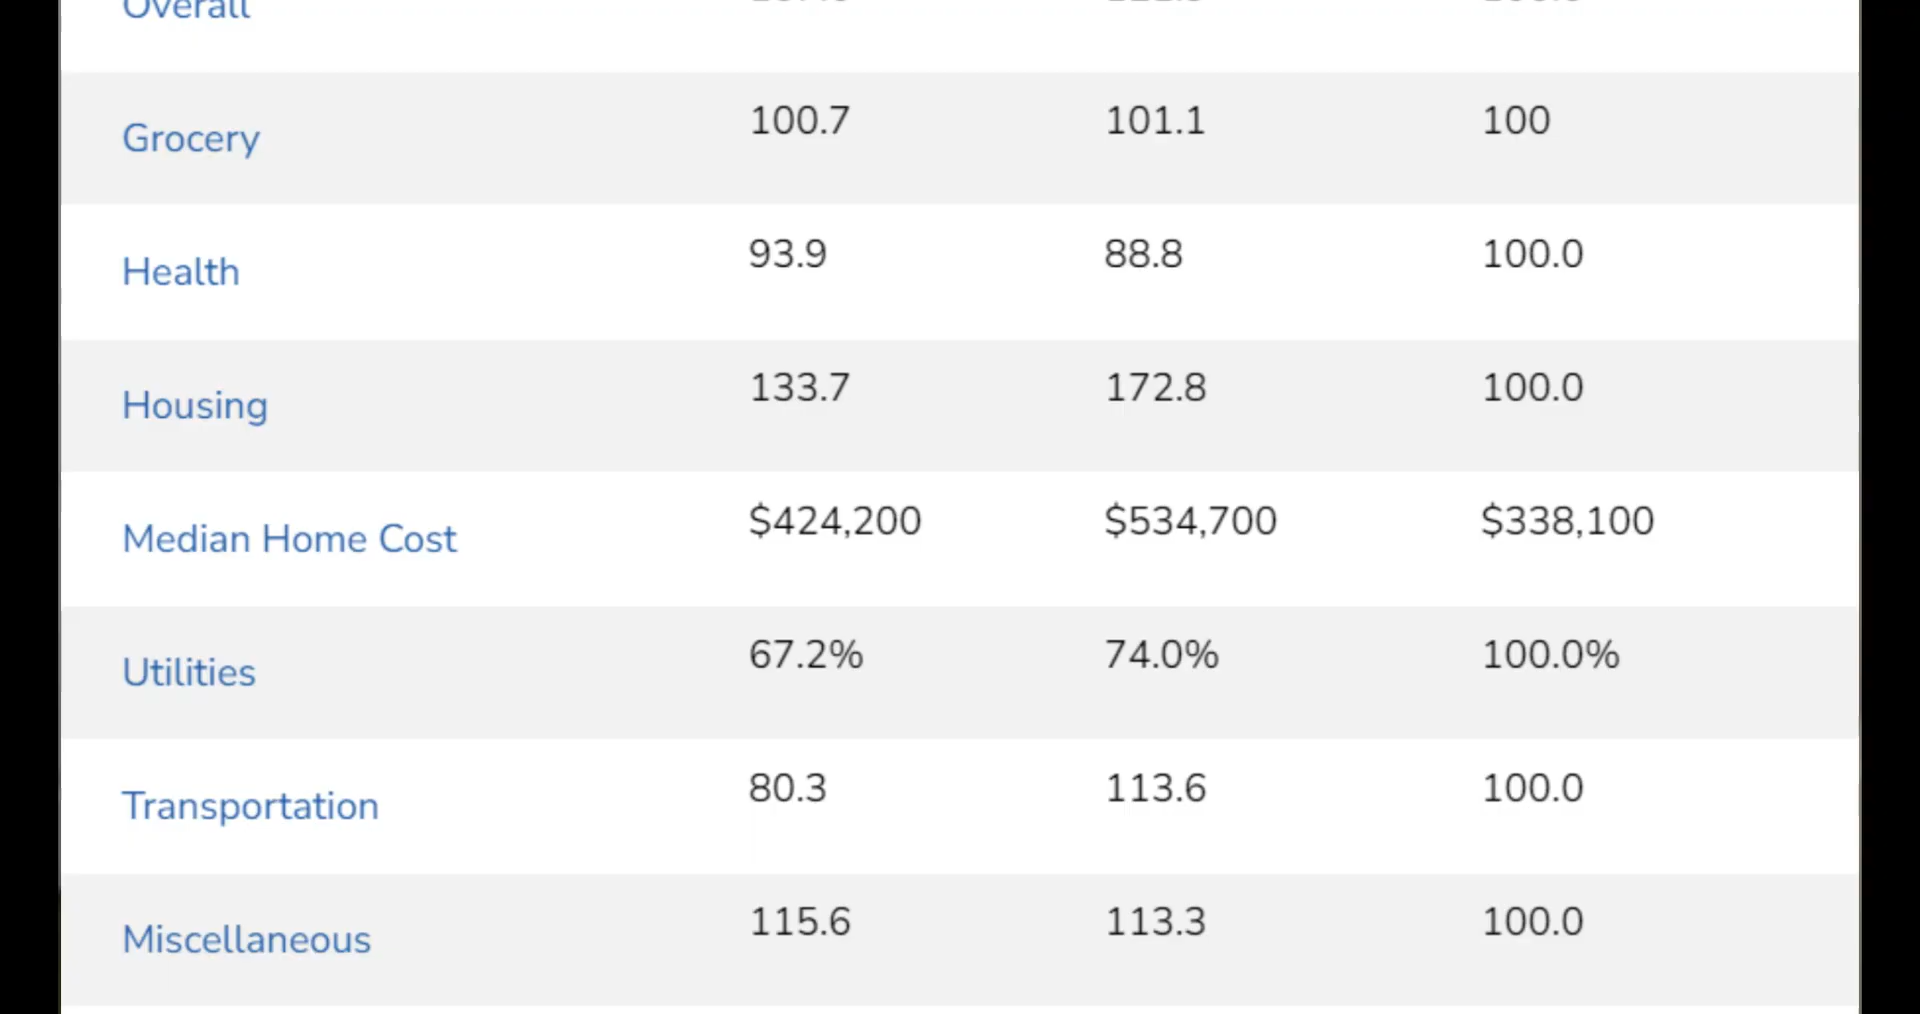 Overall
Grocery 100.7 101.1 100
Health 93.9 88.8 100.0
Housing 133.7 172.8 100.0
Median Home Cost $424,200 $534,700 $338,100
Utilities 67.2% 74.0% 100.0%
Transportation 80.3 113.6 100.0
Miscellaneous 115.6 113.3 100.0